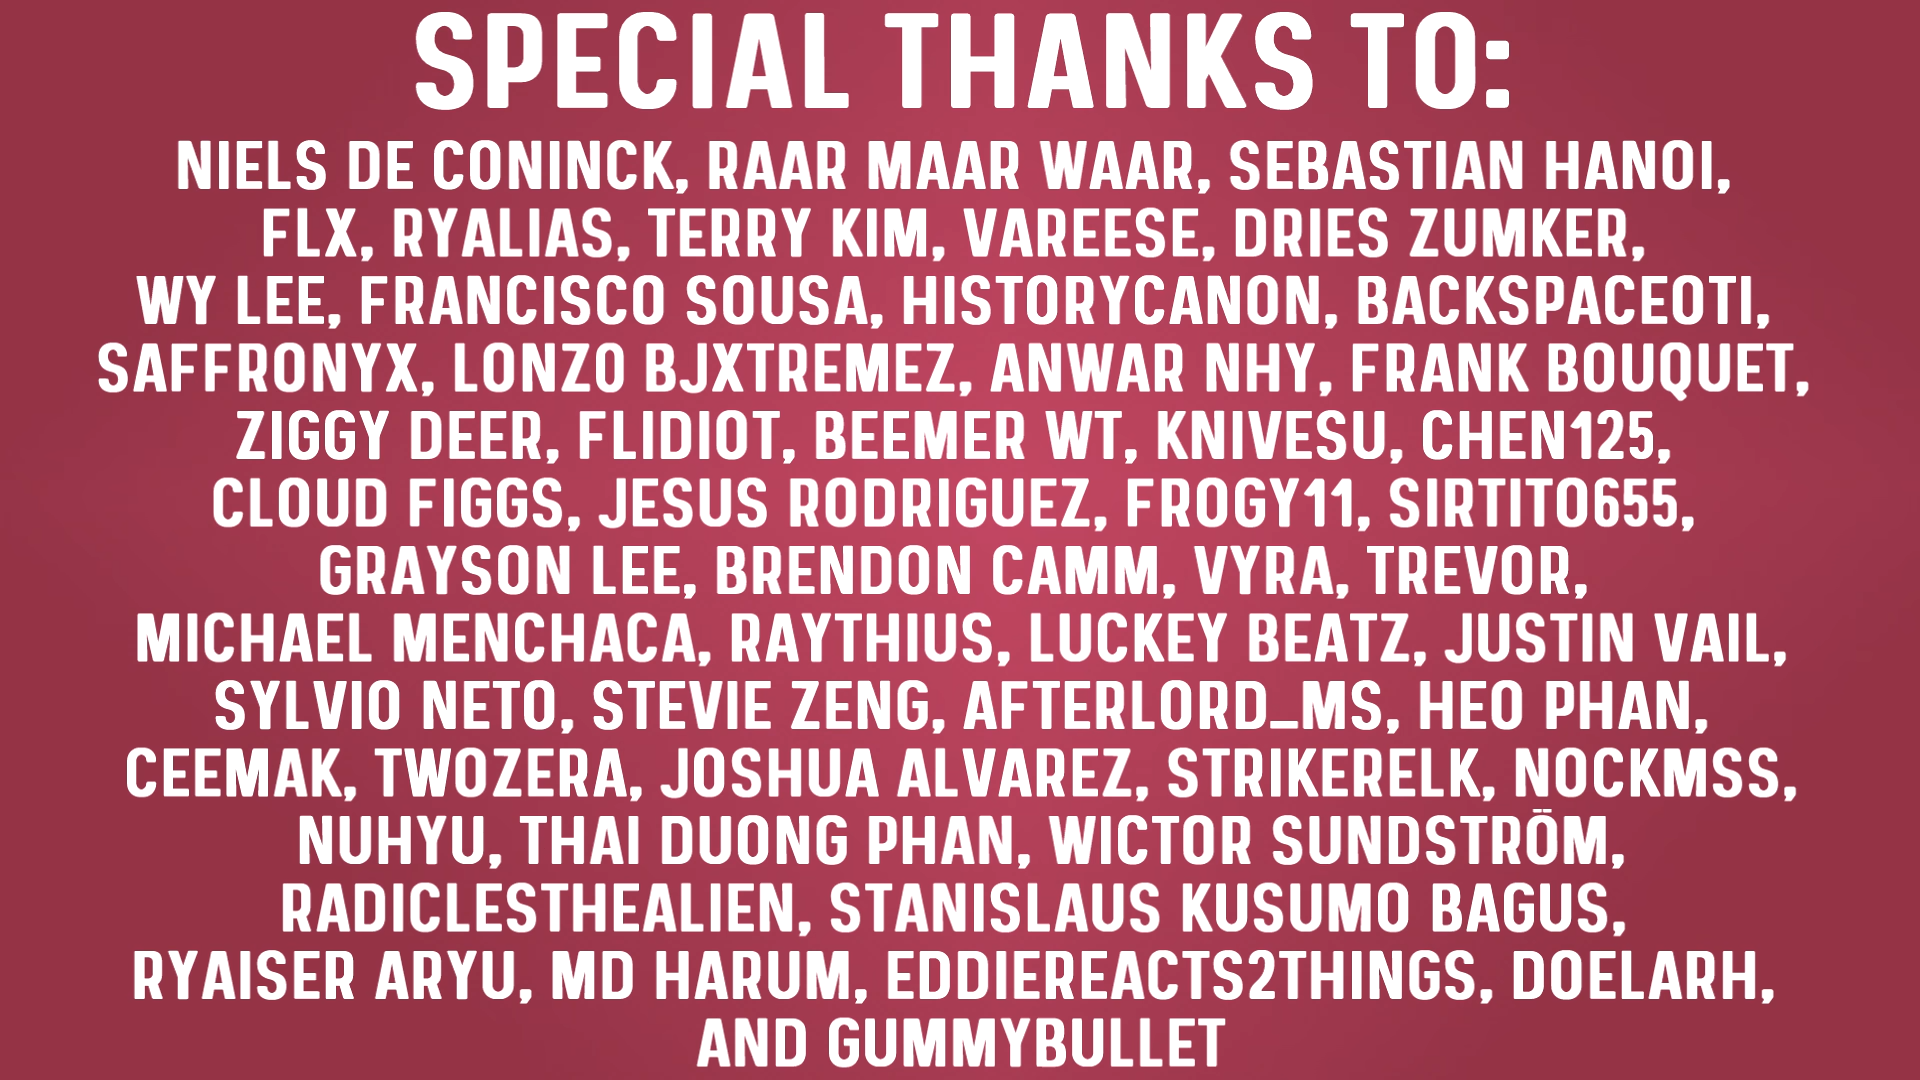 SPECIAL THANKS TO:
NIELS DE CONINCK, RAAR MAAR WAAR, SEBASTIAN HANOI,
FLX, RYALIAS, TERRY KIM, VAREESE, DRIES ZUMKER,
WY LEE, FRANCISCO SOUSA, HISTORYCANON, BACKSPACEOTI,
SAFFRONYX, LONZO BJXTREMEZ, ANWAR NHY, FRANK BOUQUET,
ZIGGY DEER, FLIDIOT, BEEMER WT, KNIVESU, CHEN125,
CLOUD FIGGS, JESUS RODRIGUEZ, FROGY11, SIRTITO655,
GRAYSON LEE, BRENDON CAMM, VYRA, TREVOR,
MICHAEL MENCHACA, RAYTHIUS, LUCKEY BEATZ, JUSTIN VAIL,
SYLVIO NETO, STEVIE ZENG, AFTERLORD_MS, HEO PHAN,
CEEMAK, TWOZERA, JOSHUA ALVAREZ, STRIKERELK, NOCKMSS,
NUHYU, THAI DUONG PHAN, WICTOR SUNDSTRÖM,
RADICLESTHEALIEN, STANISLAUS KUSUMO BAGUS,
RYAISER ARYU, MD HARUM, EDDIEREACTS2THINGS, DOELARH,
AND GUMMYBULLET